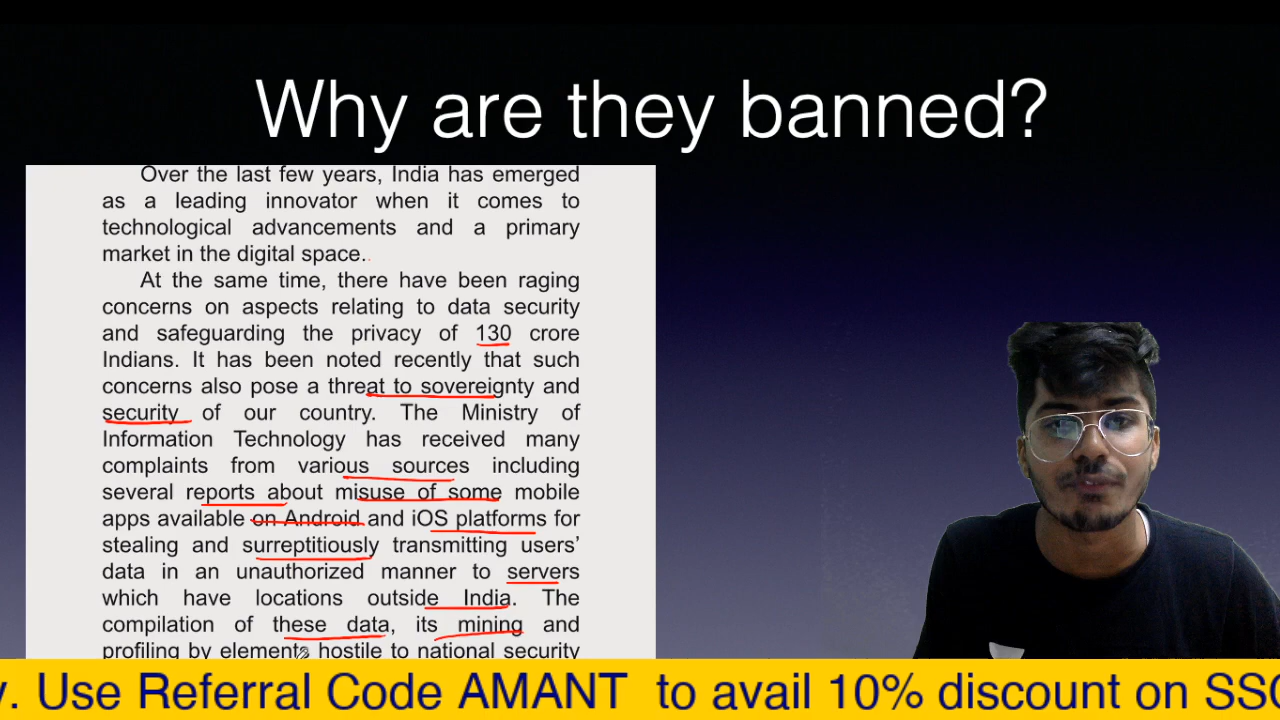 Why are they banned?
Over the last few years, India has emerged
as a leading innovator when it comes to
technological advancements and a primary
market in the digital space.
At the same time, there have been raging
concerns on aspects relating to data security
and safeguarding the privacy of 130 crore
Indians. It has been noted recently that such
concerns also pose a threat to sovereignty and
security of our country. The Ministry of
Information Technology has received many
complaints from various sources including
several reports about misuse of some mobile
apps available on Android and iOS platforms for
stealing and surreptitiously transmitting users’
data in an unauthorized manner to servers
which have locations outside India. The
compilation of these data, its mining and
profiling by elements hostile to national security
y. Use Referral Code AMANT to avail 10% discount on SSC